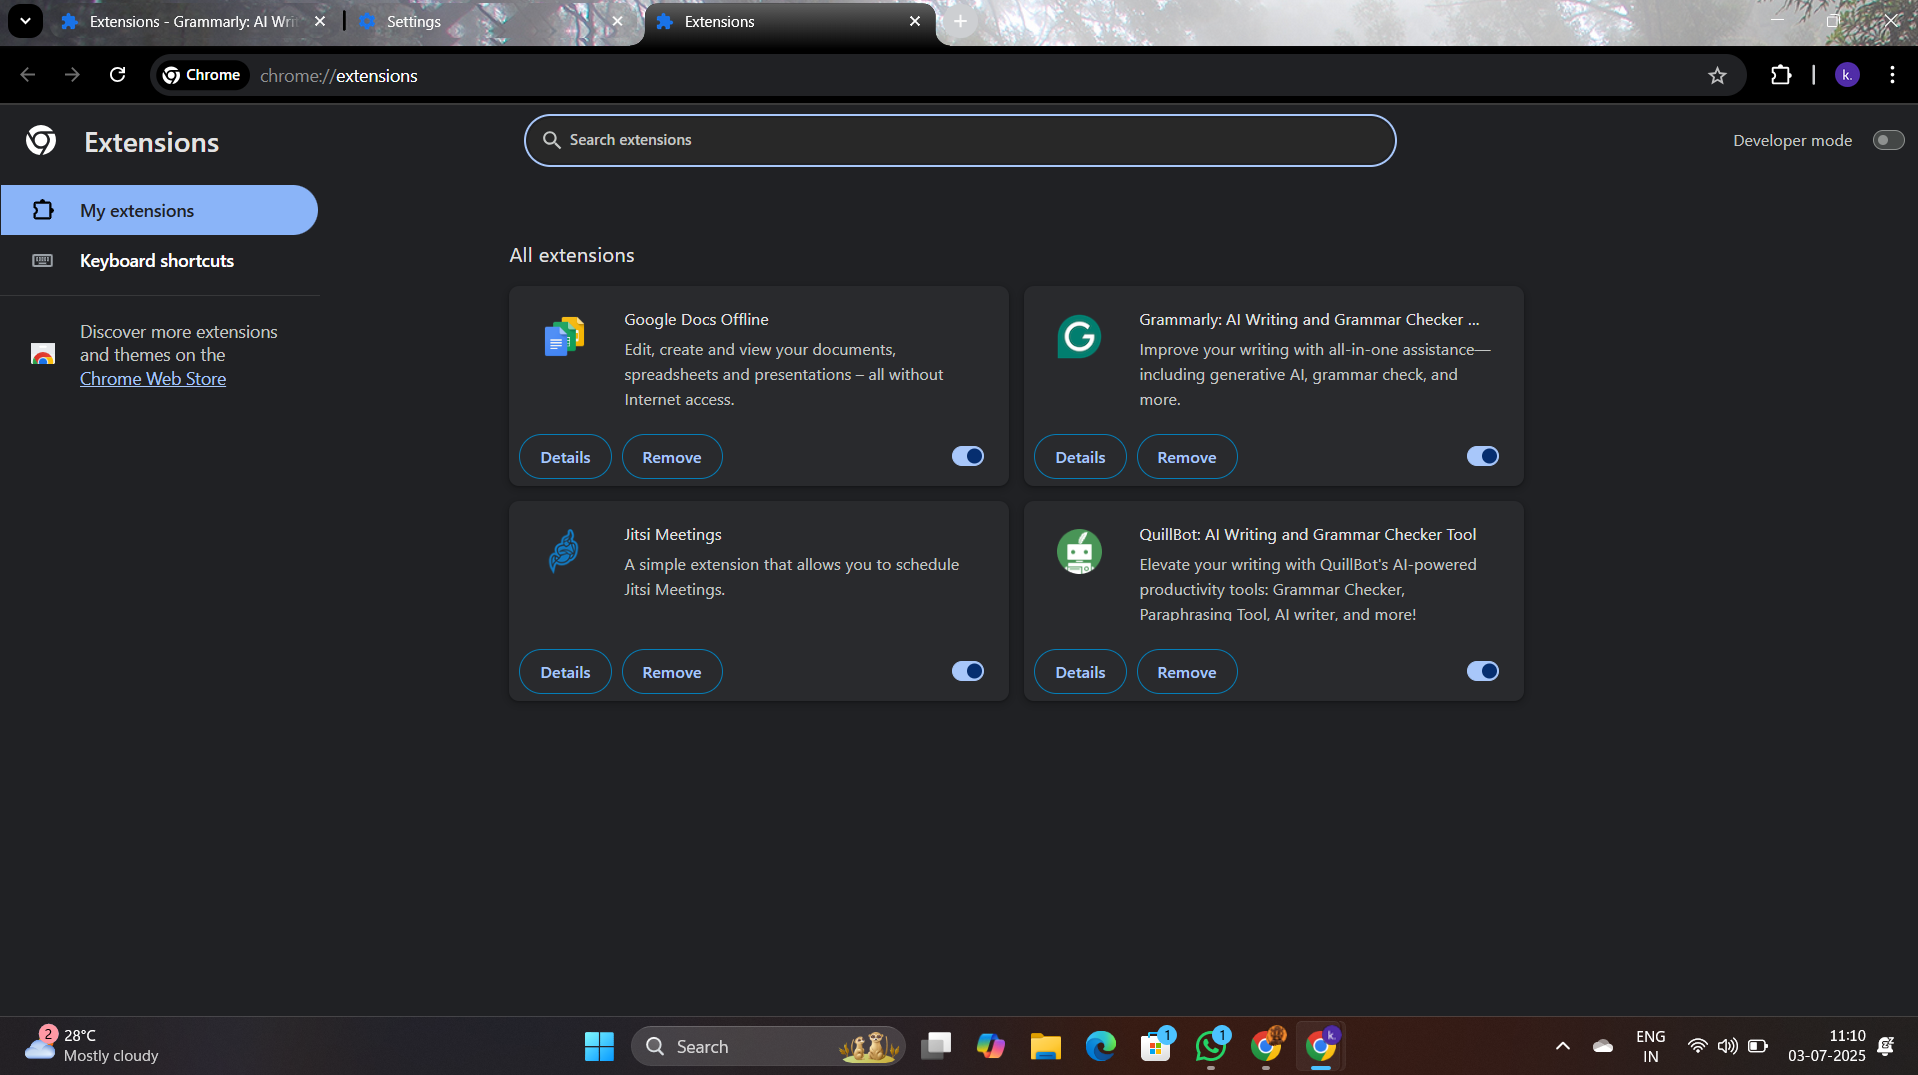 Extensions - Grammarly: AI Wri
Settings
Extensions
Chrome
chrome://extensions
k.
Extensions
Search extensions
Developer mode
My extensions
Keyboard shortcuts
Discover more extensions
and themes on the
Chrome Web Store
All extensions
Google Docs Offline
Edit, create and view your documents,
spreadsheets and presentations – all without
Internet access.
Details
Remove
Grammarly: AI Writing and Grammar Checker ...
Improve your writing with all-in-one assistance—
including generative AI, grammar check, and
more.
Details
Remove
Jitsi Meetings
A simple extension that allows you to schedule
Jitsi Meetings.
Details
Remove
QuillBot: AI Writing and Grammar Checker Tool
Elevate your writing with QuillBot's AI-powered
productivity tools: Grammar Checker,
Paraphrasing Tool, AI writer, and more!
Details
Remove
2
28°C
Mostly cloudy
Search
1
1
k.
ENG
IN
11:10
03-07-2025